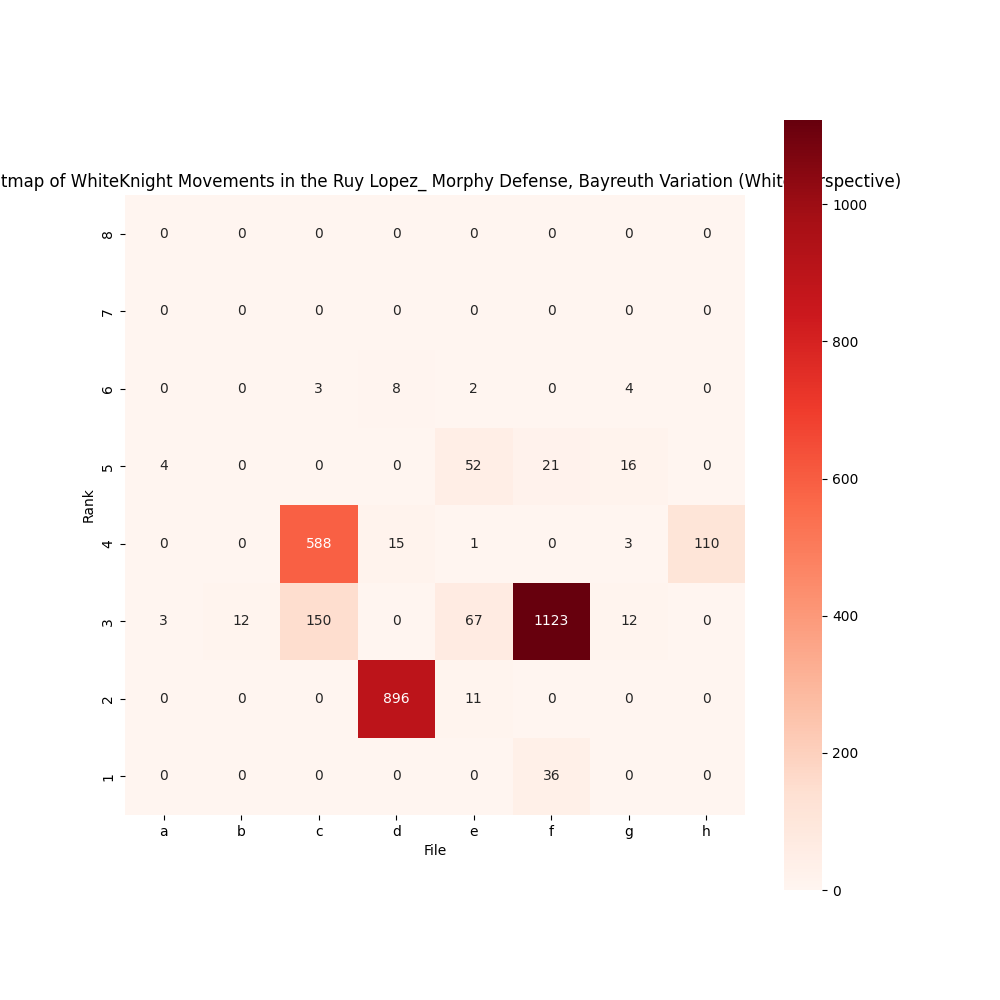 tmap of WhiteKnight Movements in the Ruy Lopez_ Morphy Defense, Bayreuth Variation (Whit rspective)
1000
8 0 0 0 0 0 0 0 0
7 0 0 0 0 0 0 0 0
800
6 0 0 3 8 2 0 4 0
5 4 0 0 0 52 21 16 0
600
Rank
4 0 0 588 15 1 0 3 110
400
3 3 12 150 0 67 1123 12 0
2 0 0 0 896 11 0 0 0
200
1 0 0 0 0 0 36 0 0
a b c d e f g h
File
0